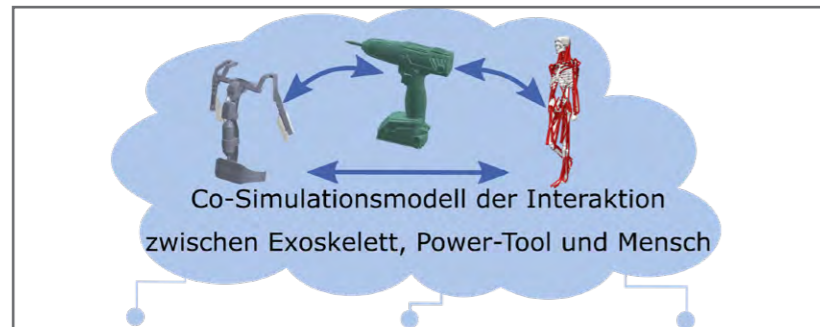 Co-Simulationsmodell der Interaktion
zwischen Exoskelett, Power-Tool und Mensch